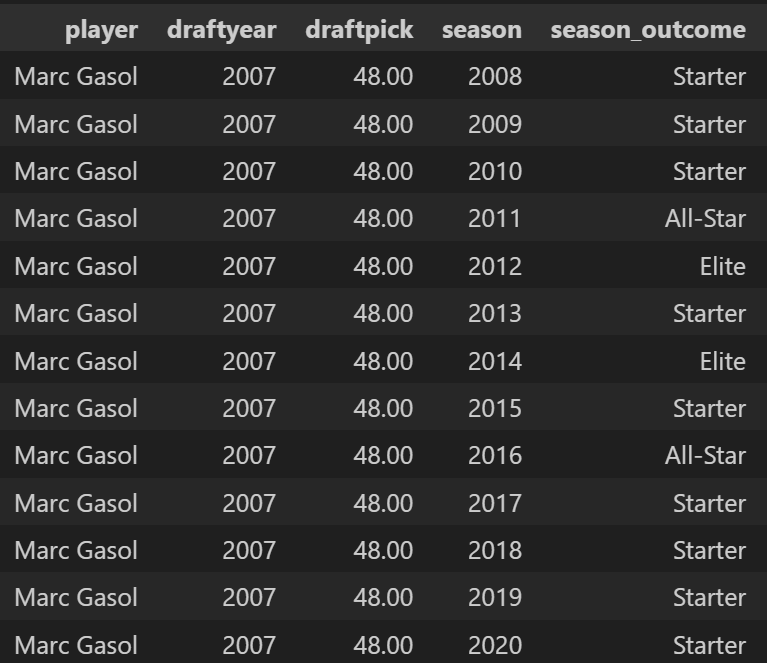 player draftyear draftpick season season_outcome
Marc Gasol 2007 48.00 2008 Starter
Marc Gasol 2007 48.00 2009 Starter
Marc Gasol 2007 48.00 2010 Starter
Marc Gasol 2007 48.00 2011 All-Star
Marc Gasol 2007 48.00 2012 Elite
Marc Gasol 2007 48.00 2013 Starter
Marc Gasol 2007 48.00 2014 Elite
Marc Gasol 2007 48.00 2015 Starter
Marc Gasol 2007 48.00 2016 All-Star
Marc Gasol 2007 48.00 2017 Starter
Marc Gasol 2007 48.00 2018 Starter
Marc Gasol 2007 48.00 2019 Starter
Marc Gasol 2007 48.00 2020 Starter